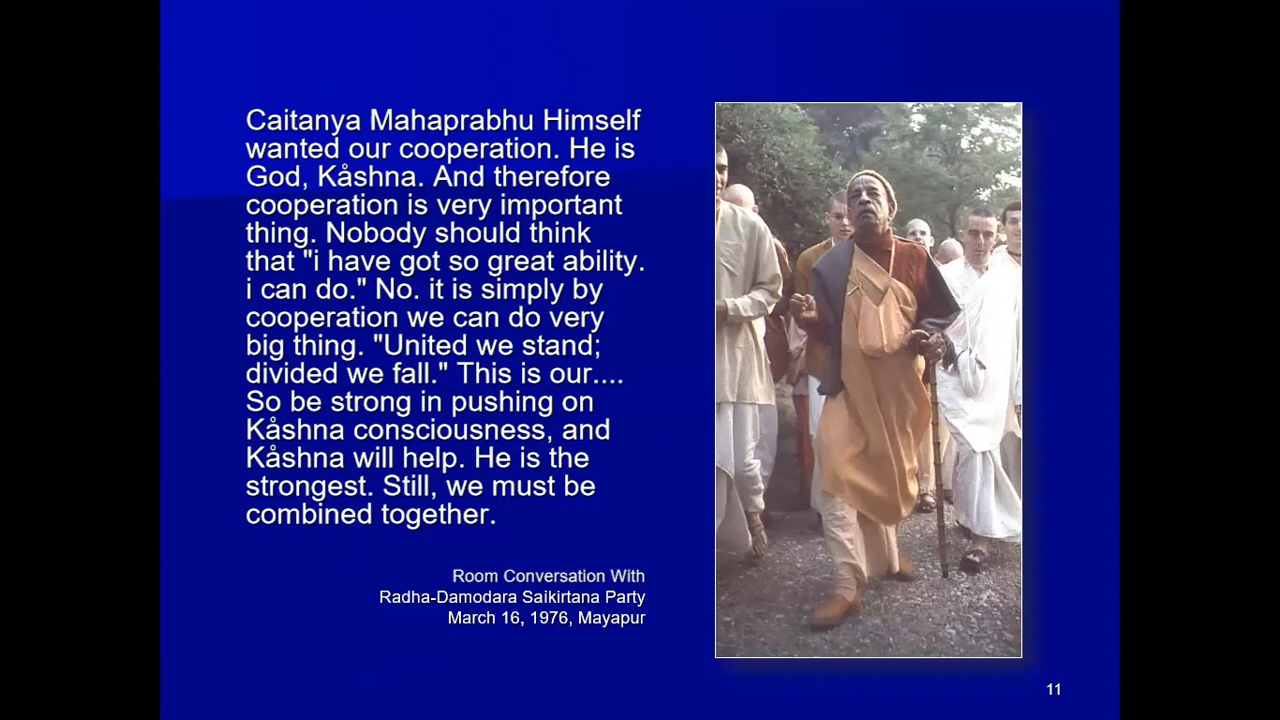 Caitanya Mahaprabhu Himself
wanted our cooperation. He is
God, Kåshna. And therefore
cooperation is very important
thing. Nobody should think
that "i have got so great ability.
i can do." No. it is simply by
cooperation we can do very
big thing. "United we stand;
divided we fall." This is our....
So be strong in pushing on
Kåshna consciousness, and
Kåshna will help. He is the
strongest. Still, we must be
combined together.
Room Conversation With
Radha-Damodara Saìkirtana Party
March 16, 1976, Mayapur
11